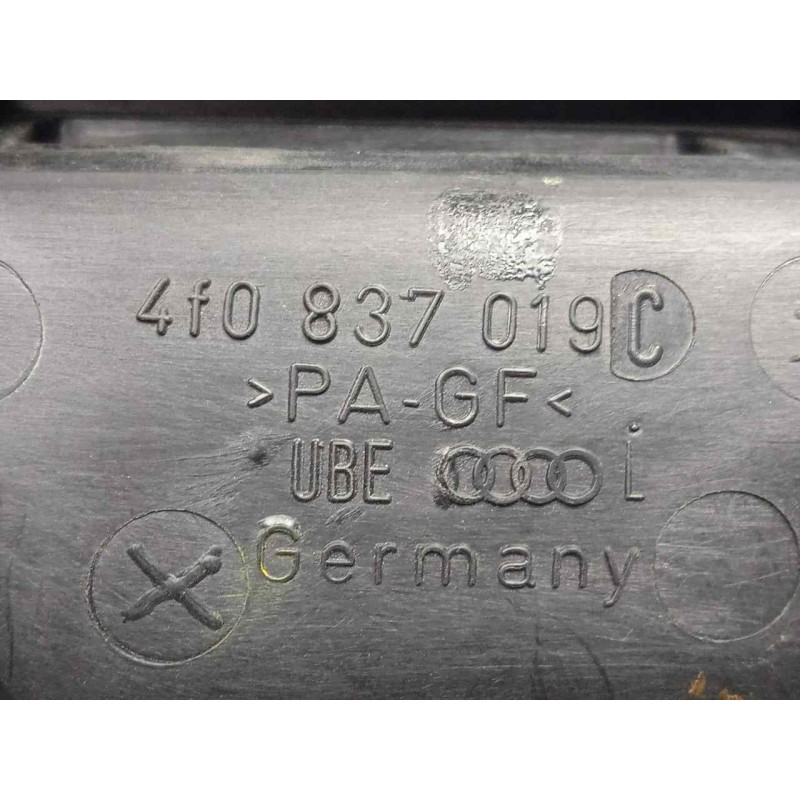 4f0 837 019 C
>PA-GF<
UBE i
Germany